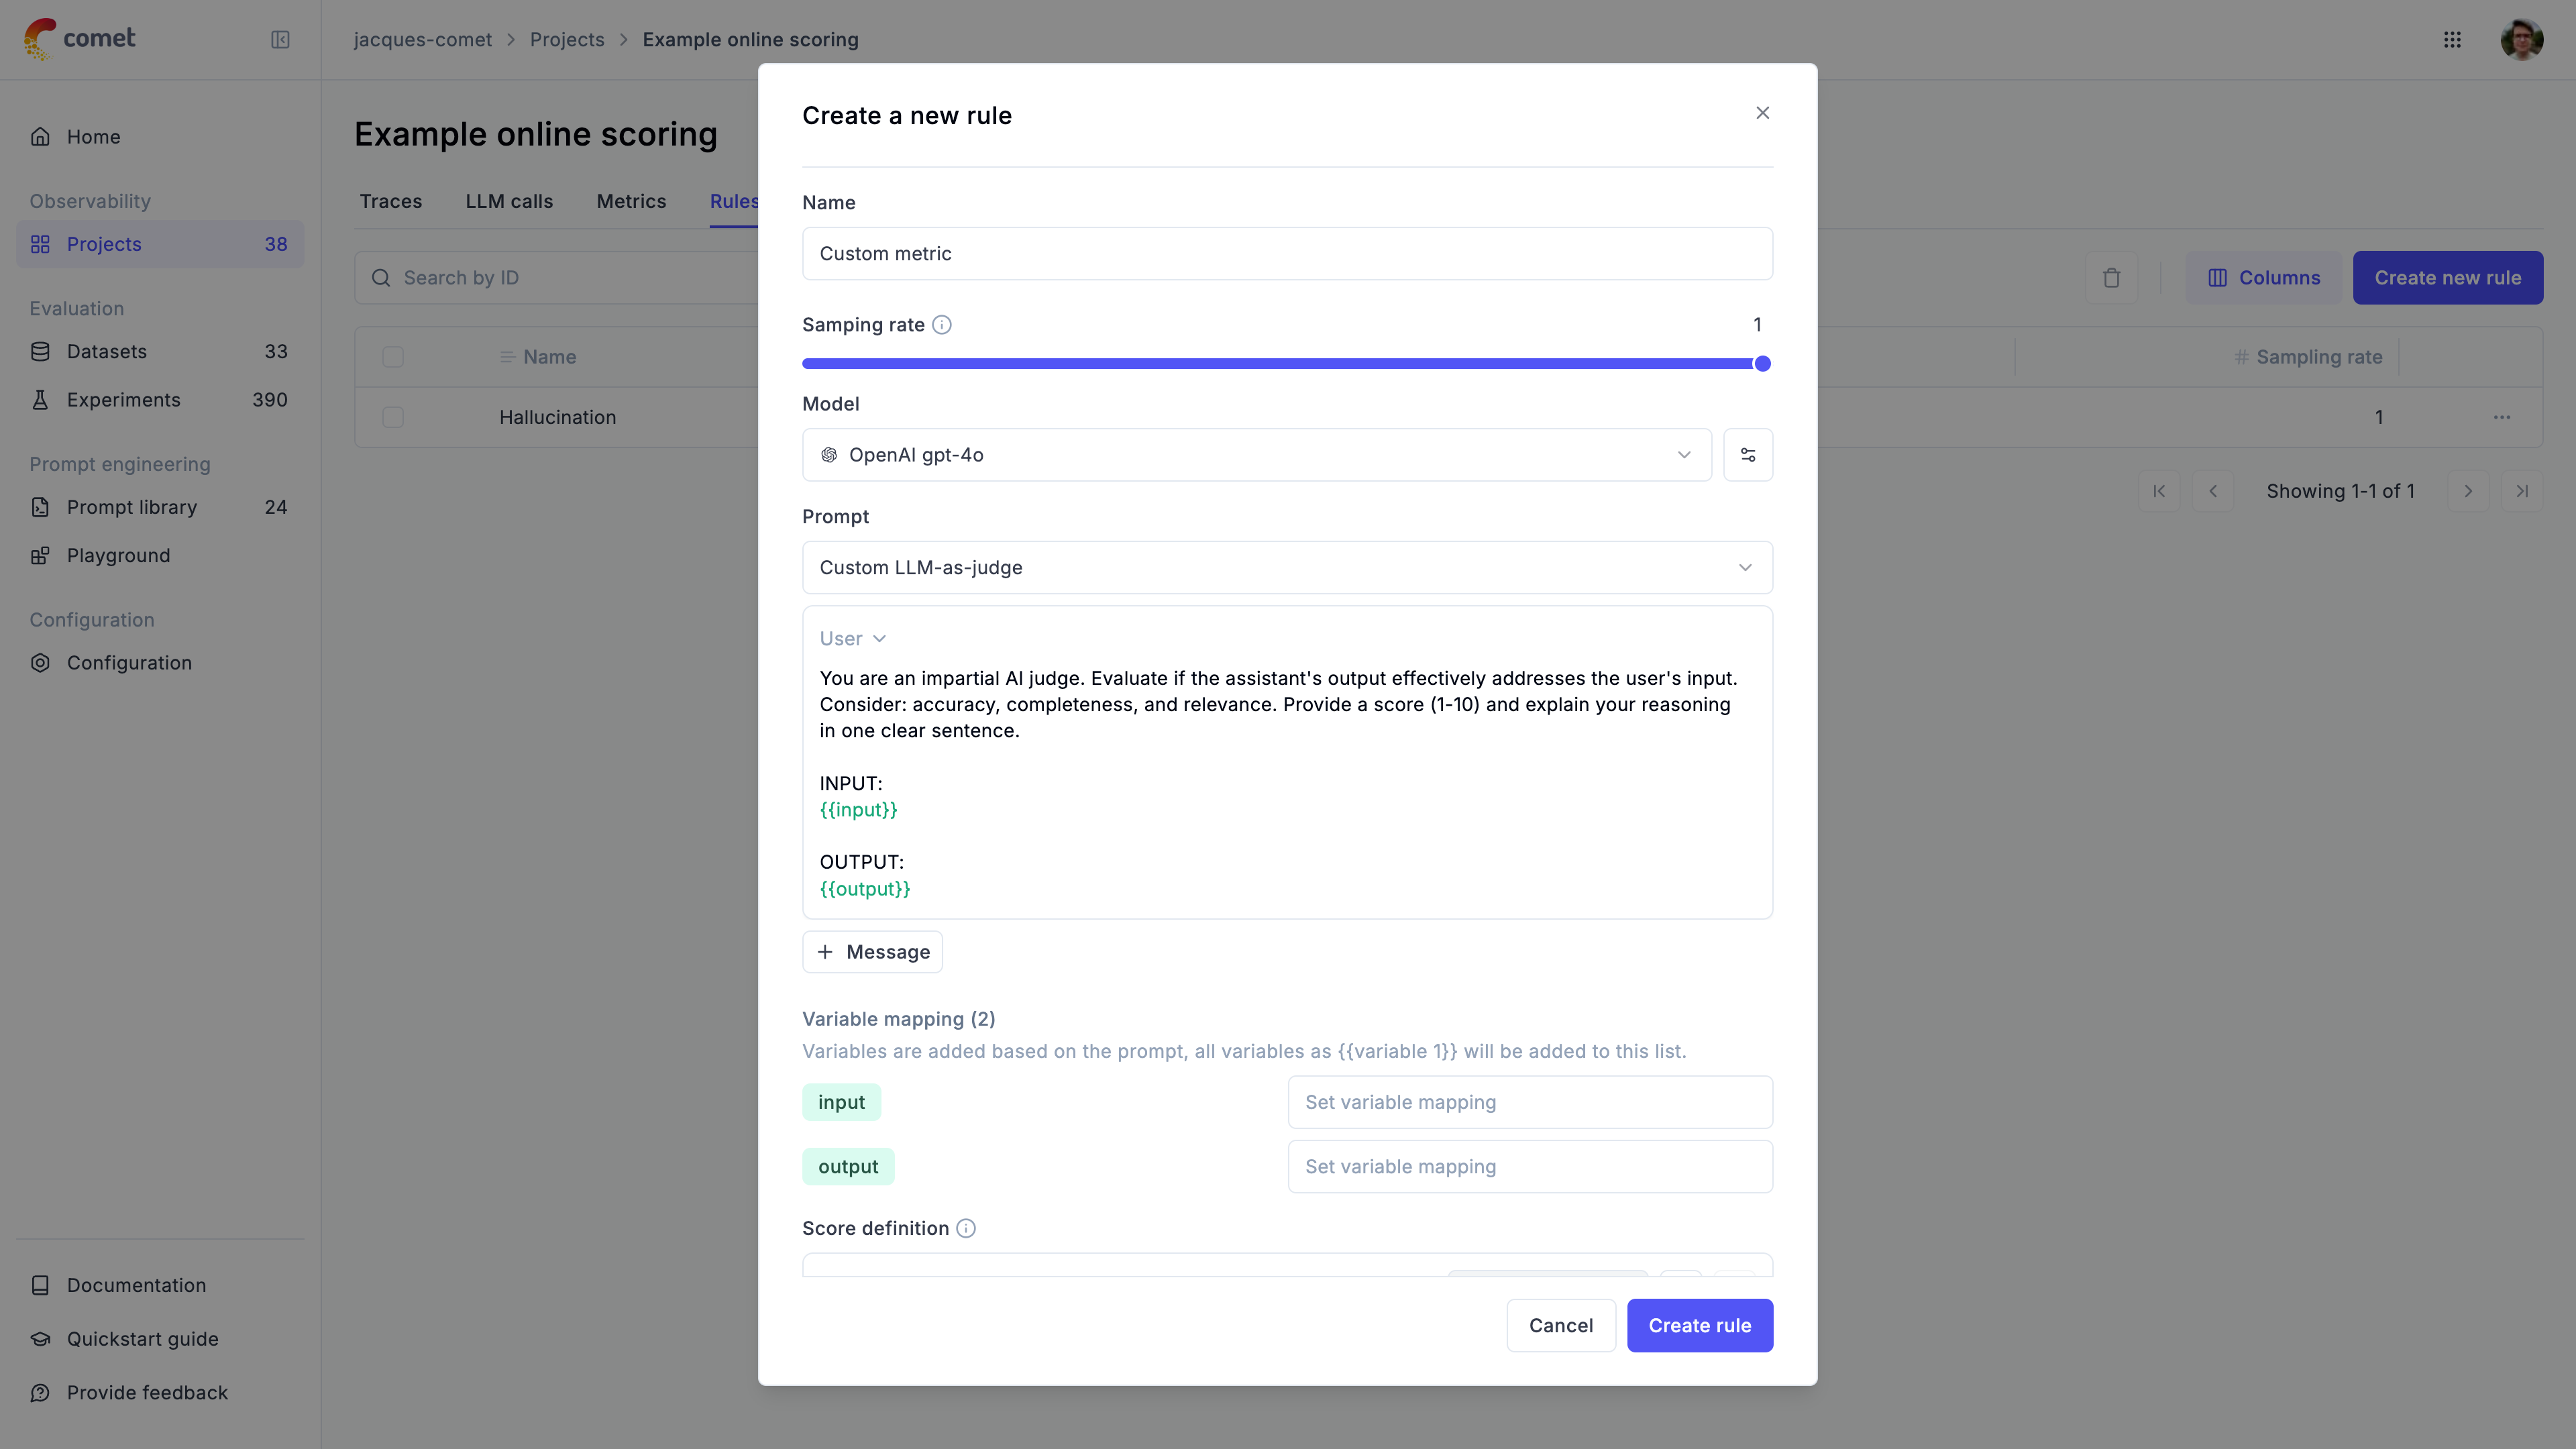 comet
jacques-comet > Projects > Example online scoring
Home
Observability
Projects 38
Evaluation
Datasets 33
Experiments 390
Prompt engineering
Prompt library 24
Playground
Configuration
Configuration
Documentation
Quickstart guide
Provide feedback
Example online scoring
Traces LLM calls Metrics Rules
Search by ID
Columns Create new rule
Name # Sampling rate
Hallucination 1
Showing 1-1 of 1
Create a new rule
Name
Custom metric
Samping rate 1
Model
OpenAI gpt-4o
Prompt
Custom LLM-as-judge
User
You are an impartial AI judge. Evaluate if the assistant's output effectively addresses the user's input.
Consider: accuracy, completeness, and relevance. Provide a score (1-10) and explain your reasoning
in one clear sentence.
INPUT:
{{input}}
OUTPUT:
{{output}}
+ Message
Variable mapping (2)
Variables are added based on the prompt, all variables as {{variable 1}} will be added to this list.
input Set variable mapping
output Set variable mapping
Score definition
Cancel Create rule